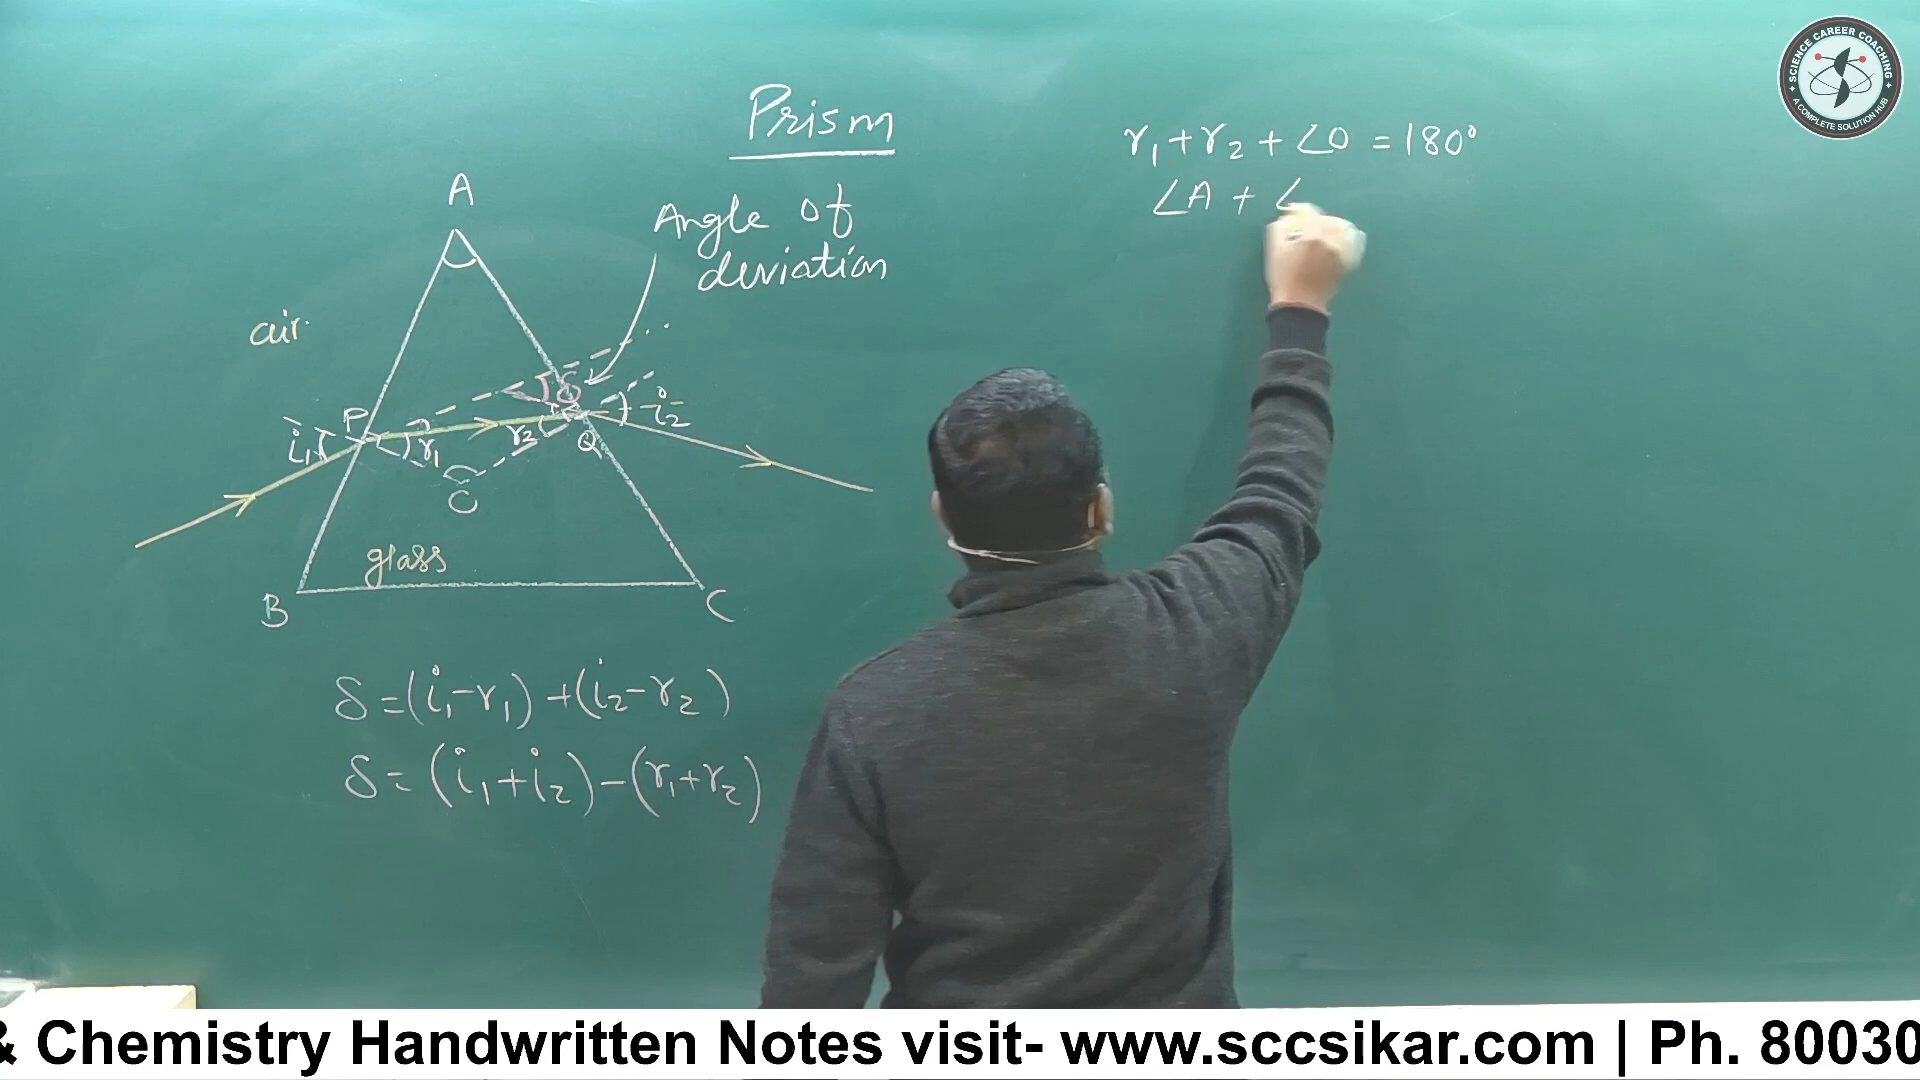 Prism
Angle of
deviation
A
air
P
i₁
r₁
r₂
δ
i₂
Q
O
glass
B
C
δ=(i₁-r₁)+(i₂-r₂)
δ=(i₁+i₂)-(r₁+r₂)
r₁+r₂+∠O=180°
∠A+∠
SCIENCE CAREER COACHING
A COMPLETE SOLUTION HUB
& Chemistry Handwritten Notes visit- www.sccsikar.com | Ph. 80030